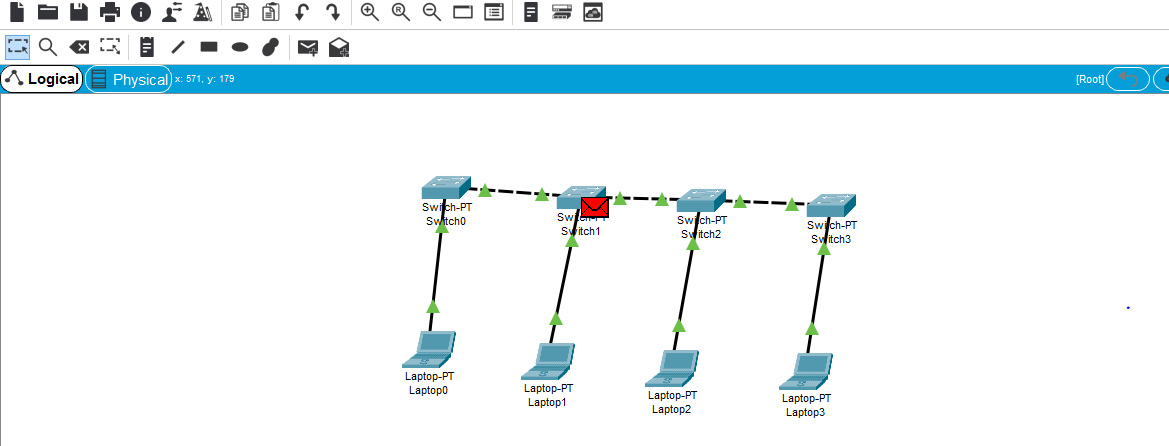 Logical
Physical
x: 571, y: 179
[Root]
Switch-PT
Switch0
Switch-PT
Switch1
Switch-PT
Switch2
Switch-PT
Switch3
Laptop-PT
Laptop0
Laptop-PT
Laptop1
Laptop-PT
Laptop2
Laptop-PT
Laptop3